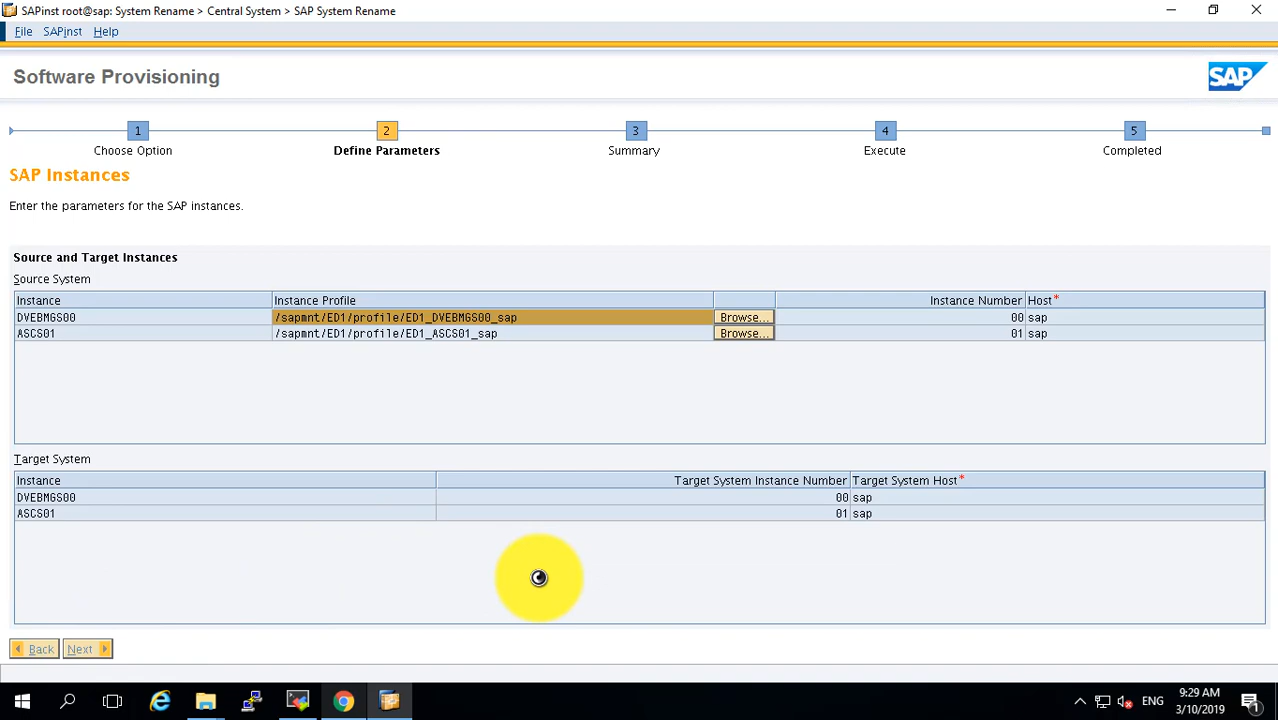 SAPinst root@sap: System Rename > Central System > SAP System Rename
File SAPinst Help
Software Provisioning
SAP
1 2 3 4 5
Choose Option Define Parameters Summary Execute Completed
SAP Instances
Enter the parameters for the SAP instances.
Source and Target Instances
Source System
Instance Instance Profile Instance Number Host*
DVEBMGS00 /sapmnt/ED1/profile/ED1_DVEBMGS00_sap Browse... 00 sap
ASCS01 /sapmnt/ED1/profile/ED1_ASCS01_sap Browse... 01 sap
Target System
Instance Target System Instance Number Target System Host*
DVEBMGS00 00 sap
ASCS01 01 sap
Back Next
ENG
9:29 AM
3/10/2019
1